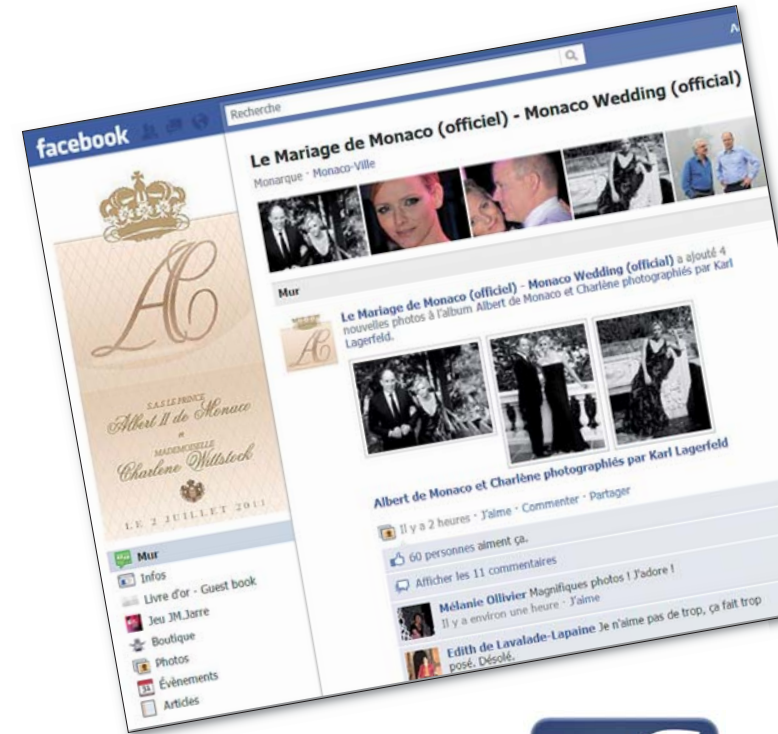 facebook
Recherche
Le Mariage de Monaco (officiel) - Monaco Wedding (official)
Monarque · Monaco-Ville
AC
S.A.S LE PRINCE
Albert II de Monaco
et
MADEMOISELLE
Charlene Wittstock
LE 2 JUILLET 2011
Mur
Infos
Livre d'or - Guest book
Jeu JM.Jarre
Boutique
Photos
31
Évènements
Articles
Mur
AC
Le Mariage de Monaco (officiel) - Monaco Wedding (official) a ajouté 4
nouvelles photos à l'album Albert de Monaco et Charlène photographiés par Karl
Lagerfeld.
Albert de Monaco et Charlène photographiés par Karl Lagerfeld
Il y a 2 heures · J'aime · Commenter · Partager
60 personnes aiment ça.
Afficher les 11 commentaires
Mélanie Ollivier Magnifiques photos ! J'adore !
Il y a environ une heure · J'aime
Edith de Lavalade-Lapaine Je n'aime pas de trop, ça fait trop
posé. Désolé.